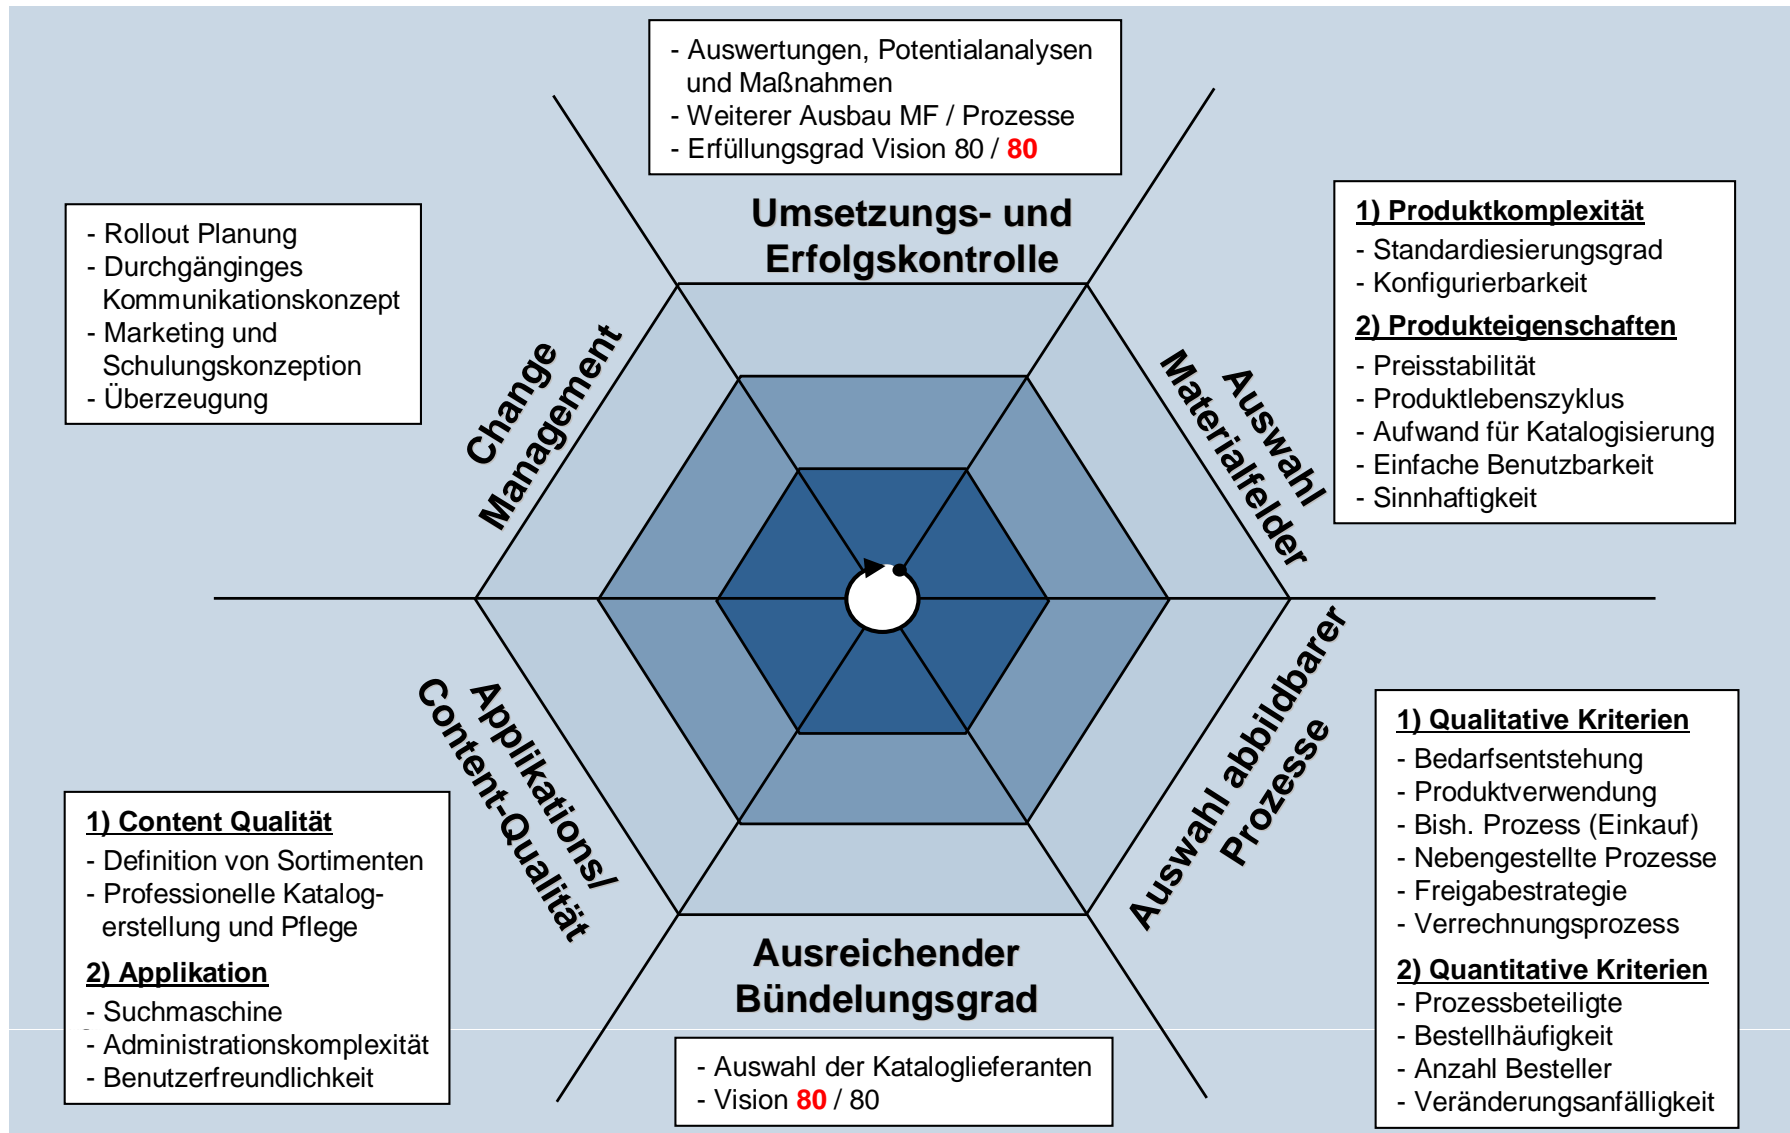 - Auswertungen, Potentialanalysen
und Maßnahmen
- Weiterer Ausbau MF / Prozesse
- Erfüllungsgrad Vision 80 / 80
Umsetzungs- und
Erfolgskontrolle
- Rollout Planung
- Durchgänginges
Kommunikationskonzept
- Marketing und
Schulungskonzeption
- Überzeugung
Change
Management
1) Produktkomplexität
- Standardiesierungsgrad
- Konfigurierbarkeit
2) Produkteigenschaften
- Preisstabilität
- Produktlebenszyklus
- Aufwand für Katalogisierung
- Einfache Benutzbarkeit
- Sinnhaftigkeit
Auswahl
Materialfelder
Auswahl abbildbarer
Prozesse
1) Qualitative Kriterien
- Bedarfsentstehung
- Produktverwendung
- Bish. Prozess (Einkauf)
- Nebengestellte Prozesse
- Freigabestrategie
- Verrechnungsprozess
2) Quantitative Kriterien
- Prozessbeteiligte
- Bestellhäufigkeit
- Anzahl Besteller
- Veränderungsanfälligkeit
Applikations/
Content-Qualität
1) Content Qualität
- Definition von Sortimenten
- Professionelle Katalog-
erstellung und Pflege
2) Applikation
- Suchmaschine
- Administrationskomplexität
- Benutzerfreundlichkeit
Ausreichender
Bündelungsgrad
- Auswahl der Kataloglieferanten
- Vision 80 / 80